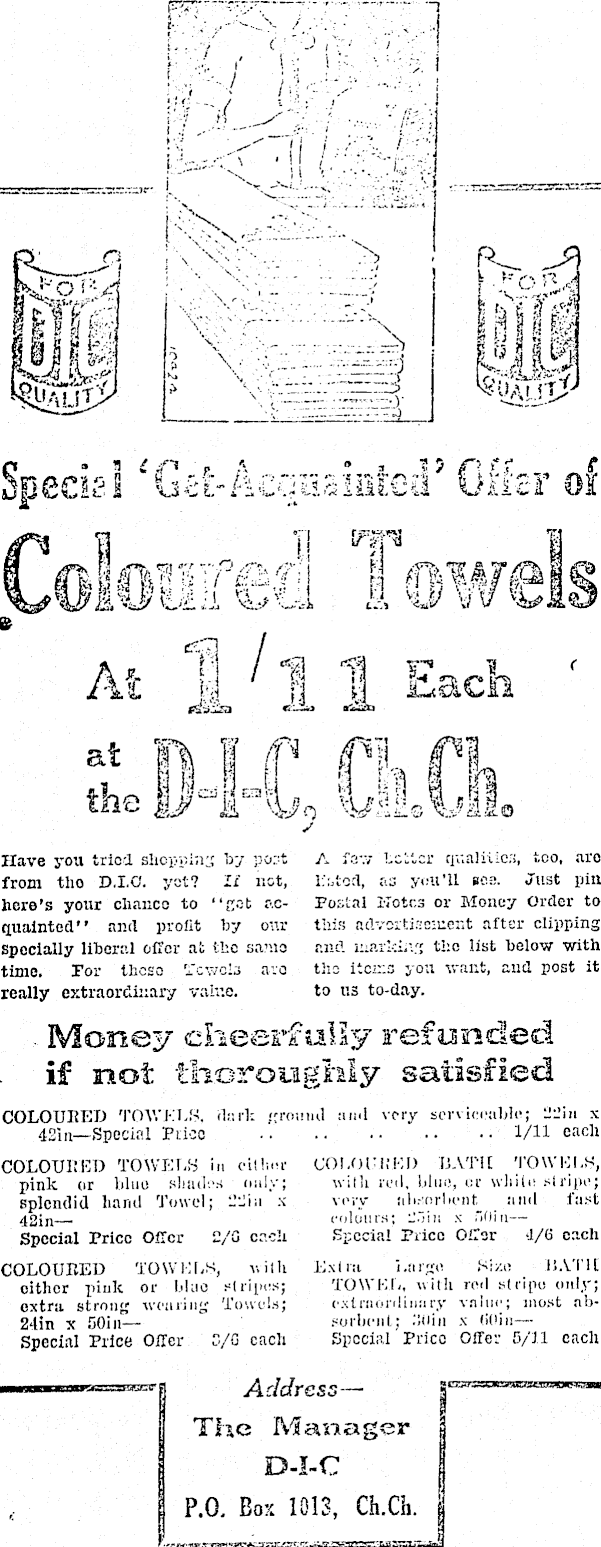 FOR
DIC
QUALITY
FOR
DIC
QUALITY
Special 'Get-Acquainted' Offer of
Coloured Towels
At 1/11 Each
at the D-I-C, Ch.Ch.
Have you tried shopping by post
from the D.I.C. yet? If not,
here's your chance to "get ac-
quainted" and profit by our
specially liberal offer at the same
time. For these Towels are
really extraordinary value.
A few better qualities, too, are
listed, as you'll see. Just pin
Postal Notes or Money Order to
this advertisement after clipping
and marking the list below with
the items you want, and post it
to us to-day.
Money cheerfully refunded
if not thoroughly satisfied
COLOURED TOWELS, dark ground and very serviceable; 22in x
42in—Special Price .. .. .. .. .. 1/11 each
COLOURED TOWELS in either
pink or blue shades only;
splendid hand Towel; 22in x
42in—
Special Price Offer 2/6 each
COLOURED TOWELS, with
either pink or blue stripes;
extra strong wearing Towels;
24in x 50in—
Special Price Offer 3/6 each
COLOURED BATH TOWELS,
with red, blue, or white stripe;
very absorbent and fast
colours; 25in x 50in—
Special Price Offer 4/6 each
Extra Large Size BATH
TOWEL, with red stripe only;
extraordinary value; most ab-
sorbent; 30in x 60in—
Special Price Offer 5/11 each
Address—
The Manager
D-I-C
P.O. Box 1013, Ch.Ch.